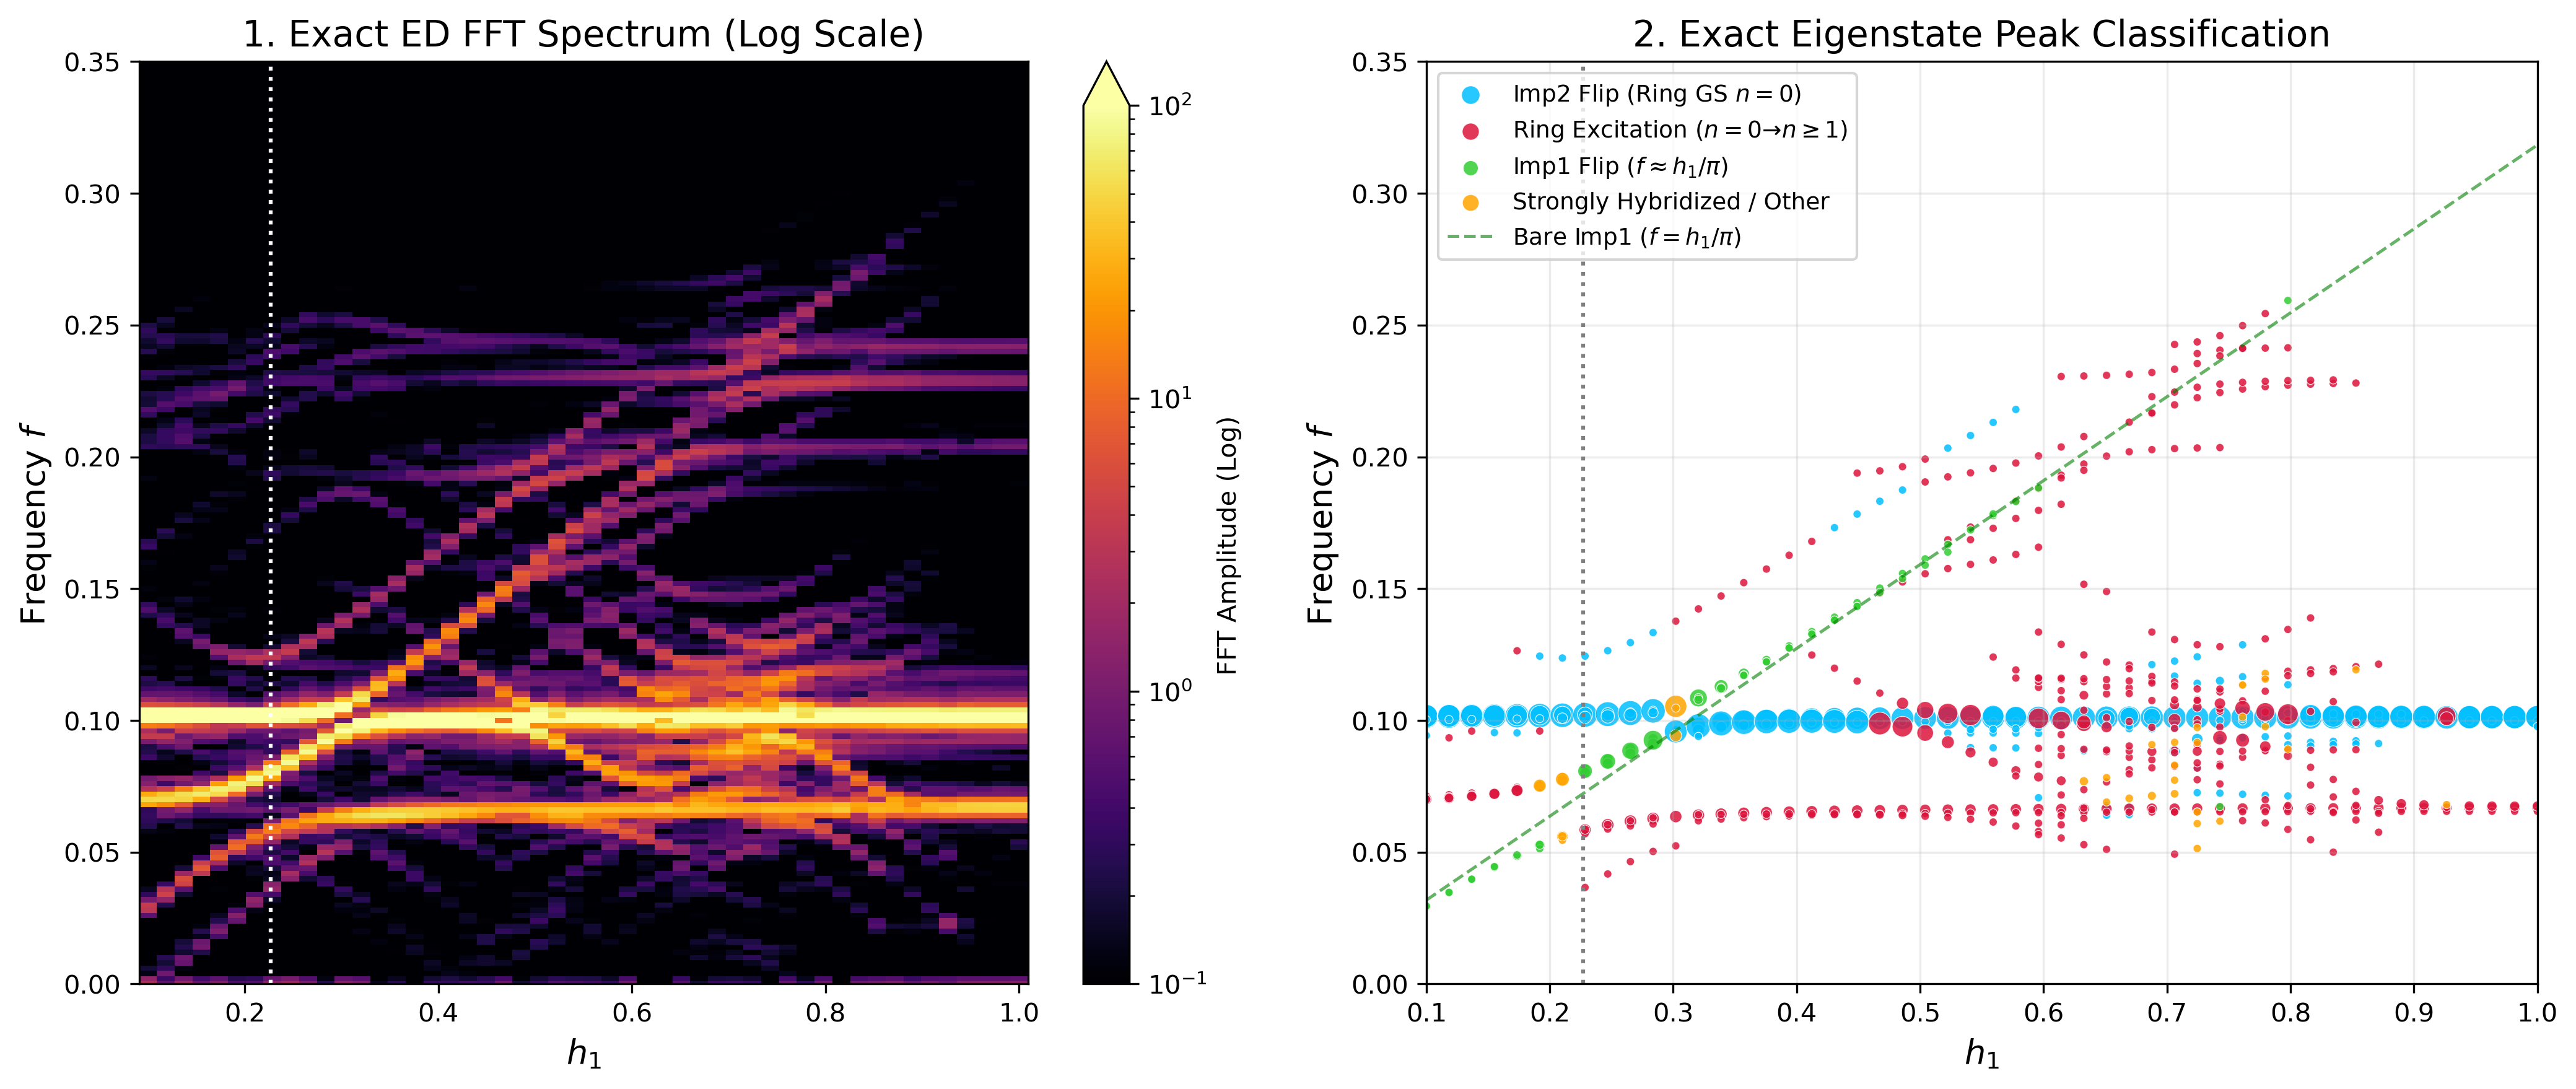 1. Exact ED FFT Spectrum (Log Scale)
0.35
0.30
0.25
0.20
0.15
0.10
0.05
0.00
Frequency f
0.2
0.4
0.6
0.8
1.0
h₁
10²
10¹
10⁰
10⁻¹
FFT Amplitude (Log)
2. Exact Eigenstate Peak Classification
Imp2 Flip (Ring GS n = 0)
Ring Excitation (n = 0→n ≥ 1)
Imp1 Flip (f ≈ h₁/π)
Strongly Hybridized / Other
Bare Imp1 (f = h₁/π)
0.35
0.30
0.25
0.20
0.15
0.10
0.05
0.00
Frequency f
0.1
0.2
0.3
0.4
0.5
0.6
0.7
0.8
0.9
1.0
h₁